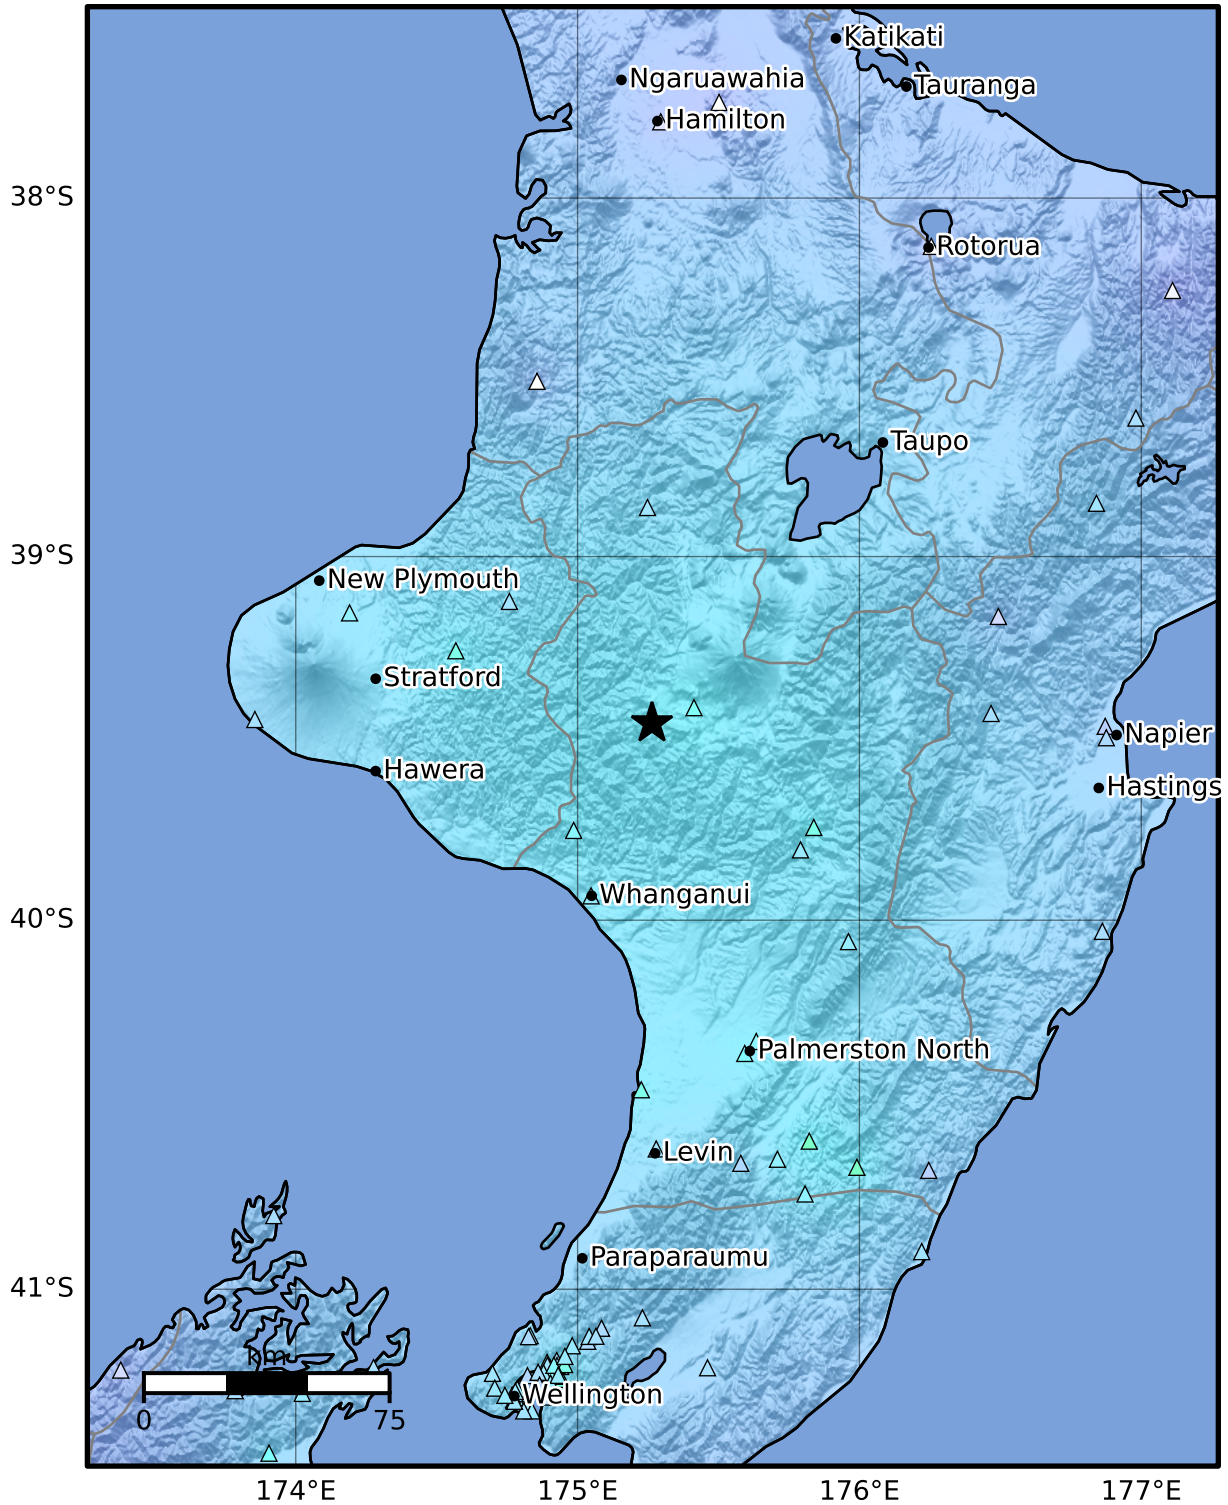 Katikati
Ngaruawahia
Tauranga
Hamilton
38°S
Rotorua
Taupo
39°S
New Plymouth
Stratford
Napier
Hawera
Hastings
Whanganui
40°S
Palmerston North
Levin
Paraparaumu
41°S
km
Wellington
0 75
174°E 175°E 176°E 177°E